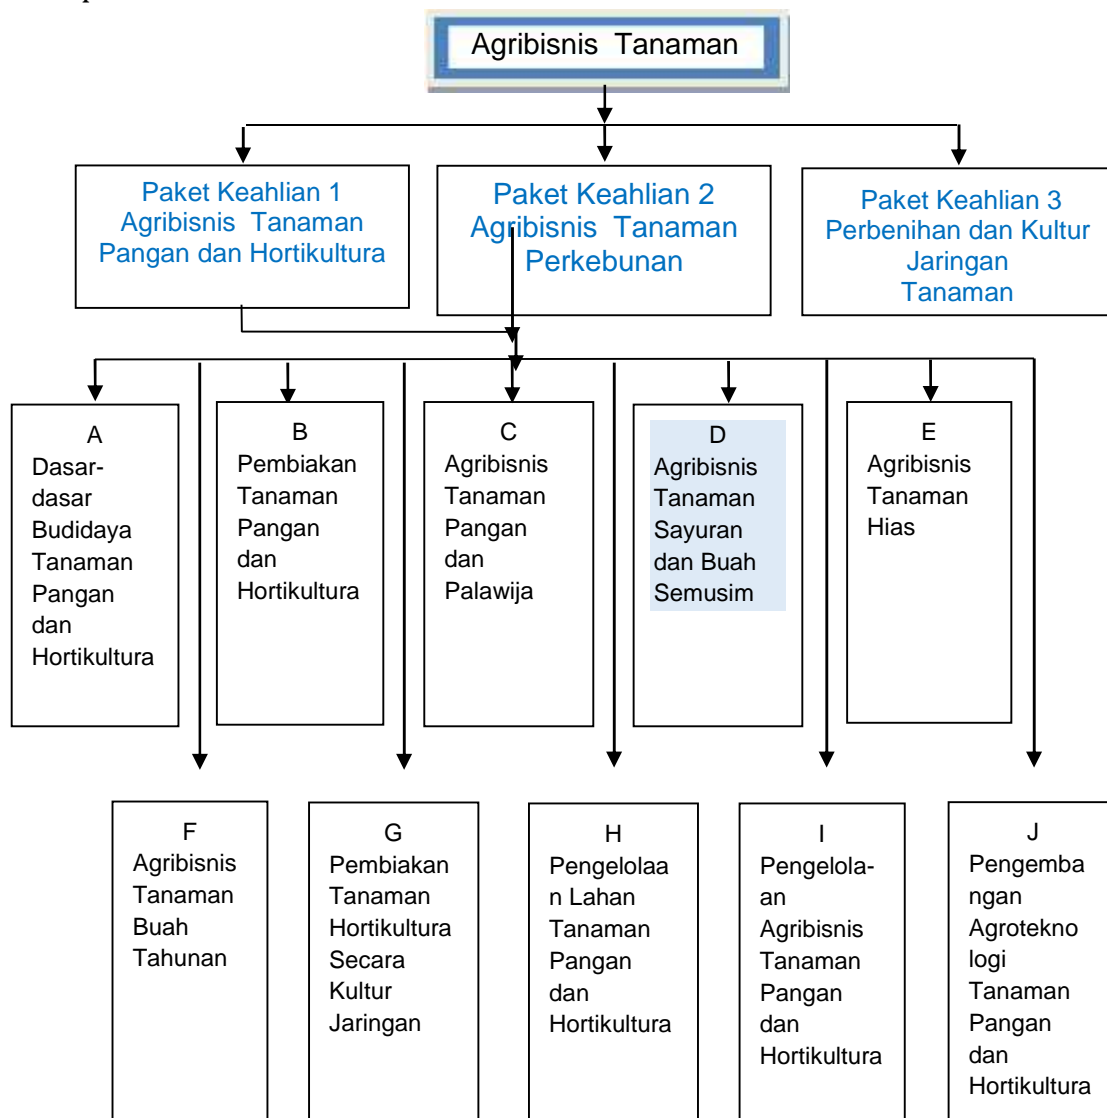 Agribisnis Tanaman
Paket Keahlian 1
Agribisnis Tanaman
Pangan dan Hortikultura
Paket Keahlian 2
Agribisnis Tanaman
Perkebunan
Paket Keahlian 3
Perbenihan dan Kultur
Jaringan
Tanaman
A
Dasar-
dasar
Budidaya
Tanaman
Pangan
dan
Hortikultura
B
Pembiakan
Tanaman
Pangan
dan
Hortikultura
C
Agribisnis
Tanaman
Pangan
dan
Palawija
D
Agribisnis
Tanaman
Sayuran
dan Buah
Semusim
E
Agribisnis
Tanaman
Hias
F
Agribisnis
Tanaman
Buah
Tahunan
G
Pembiakan
Tanaman
Hortikultura
Secara
Kultur
Jaringan
H
Pengelolaa
n Lahan
Tanaman
Pangan
dan
Hortikultura
I
Pengelola-
an
Agribisnis
Tanaman
Pangan
dan
Hortikultura
J
Pengemba
ngan
Agrotekno
logi
Tanaman
Pangan
dan
Hortikultura